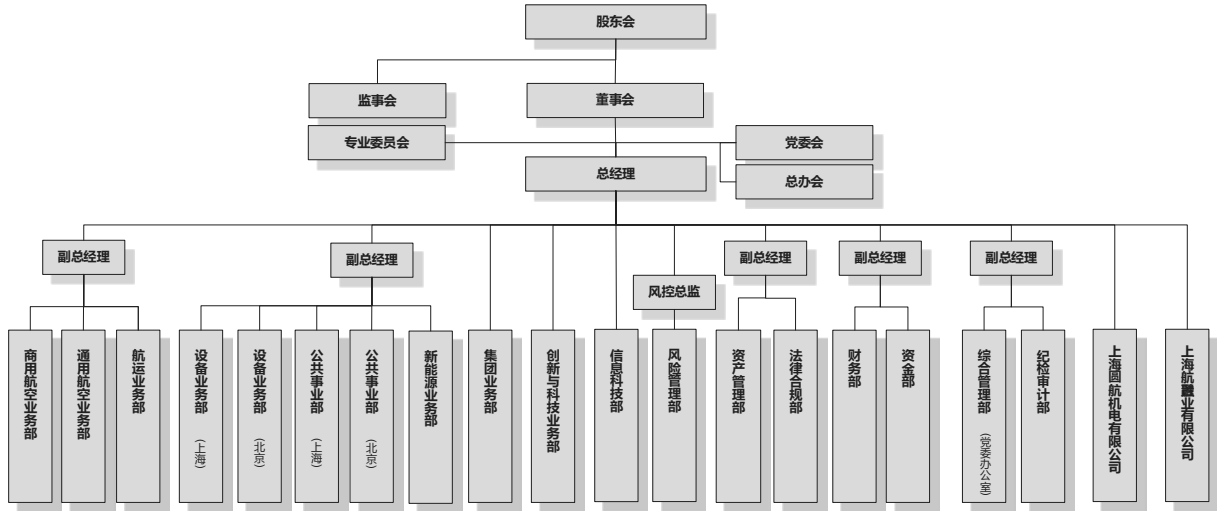 股东会
监事会
董事会
专业委员会
党委会
总经理
总办会
副总经理
副总经理
副总经理
副总经理
副总经理
风控总监
商用航空业务部
通用航空业务部
航运业务部
设备业务部
(上海)
设备业务部
(北京)
公共事业部
(上海)
公共事业部
(北京)
新能源业务部
集团业务部
创新与科技业务部
信息科技部
风险管理部
资产管理部
法律合规部
财务部
资金部
综合管理部
(党委办公室)
纪检审计部
上海圆航机电有限公司
上海航融业有限公司